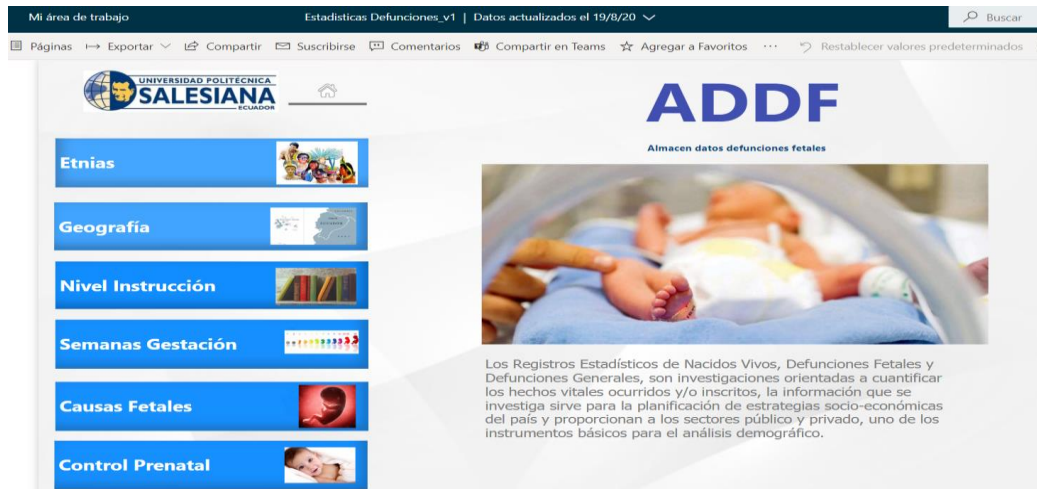 Mi área de trabajo
Estadisticas Defunciones_v1 | Datos actualizados el 19/8/20
Buscar
Páginas
Exportar
Compartir
Suscribirse
Comentarios
Compartir en Teams
Agregar a Favoritos
Restablecer valores predeterminados
UNIVERSIDAD POLITÉCNICA
SALESIANA
ECUADOR
Etnias
Geografía
Nivel Instrucción
Semanas Gestación
Causas Fetales
Control Prenatal
ADDF
Almacen datos defunciones fetales
Los Registros Estadísticos de Nacidos Vivos, Defunciones Fetales y
Defunciones Generales, son investigaciones orientadas a cuantificar
los hechos vitales ocurridos y/o inscritos, la información que se
investiga sirve para la planificación de estrategias socio-económicas
del país y proporcionan a los sectores público y privado, uno de los
instrumentos básicos para el análisis demográfico.